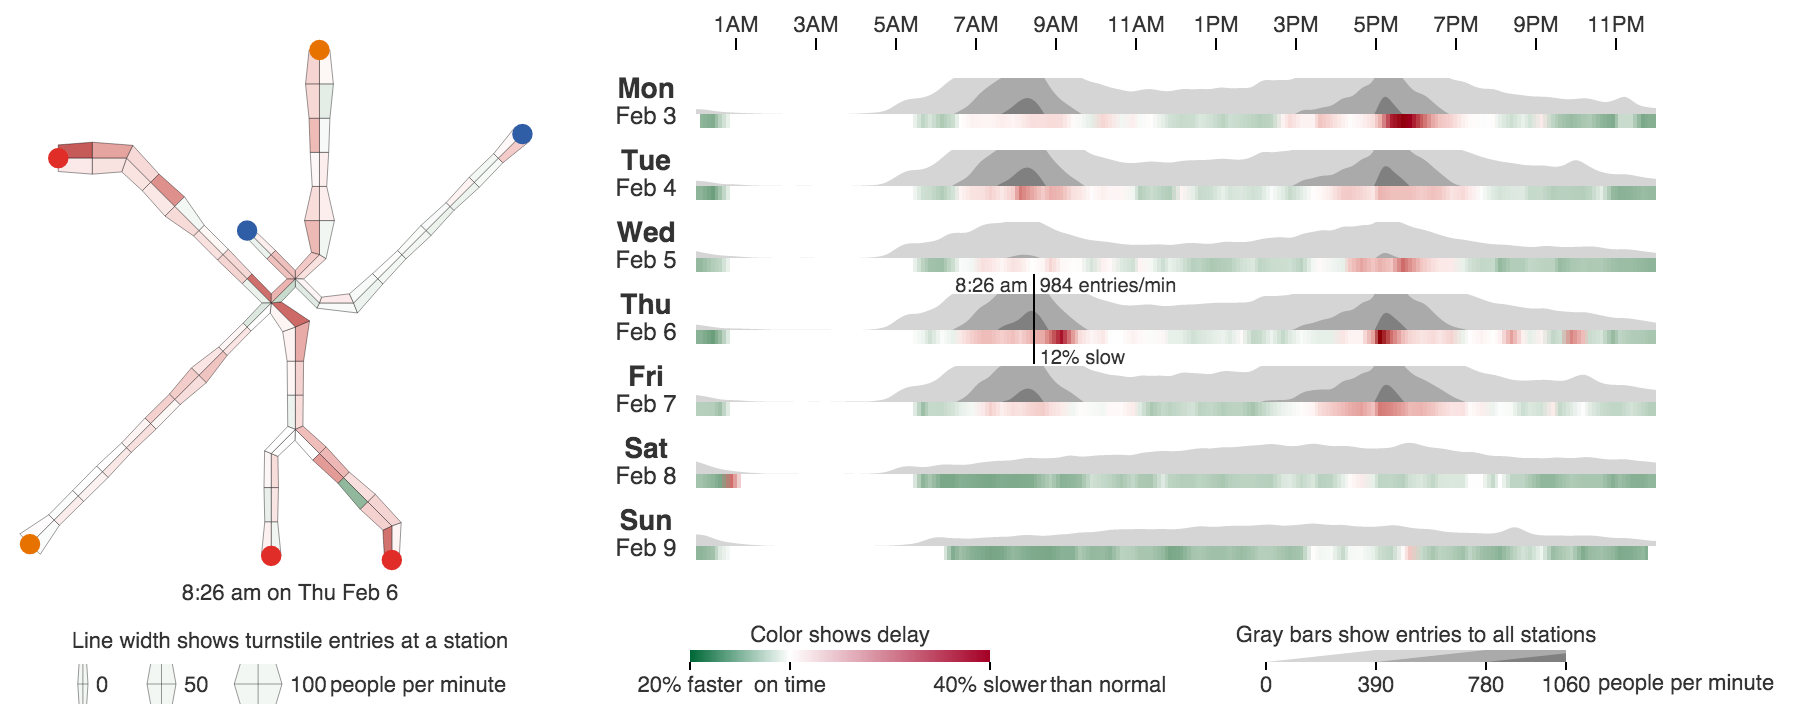 1AM 3AM 5AM 7AM 9AM 11AM 1PM 3PM 5PM 7PM 9PM 11PM
Mon
Feb 3
Tue
Feb 4
Wed
Feb 5
8:26 am 984 entries/min
Thu
Feb 6
12% slow
Fri
Feb 7
Sat
Feb 8
Sun
Feb 9
8:26 am on Thu Feb 6
Line width shows turnstile entries at a station
0 50 100 people per minute
Color shows delay
20% faster on time 40% slower than normal
Gray bars show entries to all stations
0 390 780 1060 people per minute